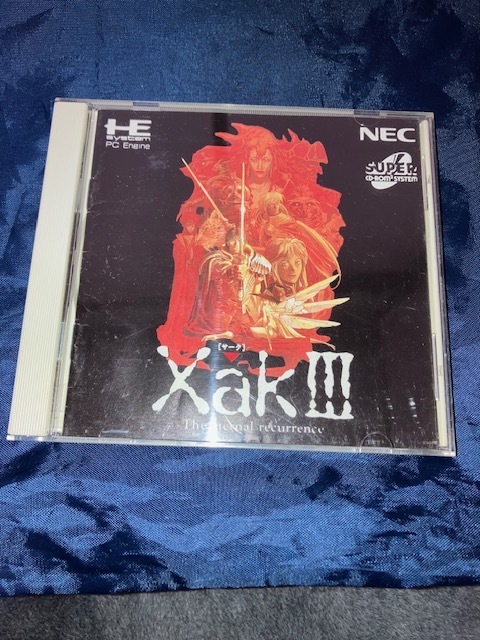 HE
system
PC Engine
NEC
SUPER
CD-ROM² SYSTEM
[サーク]
Xak III
The eternal recurrence